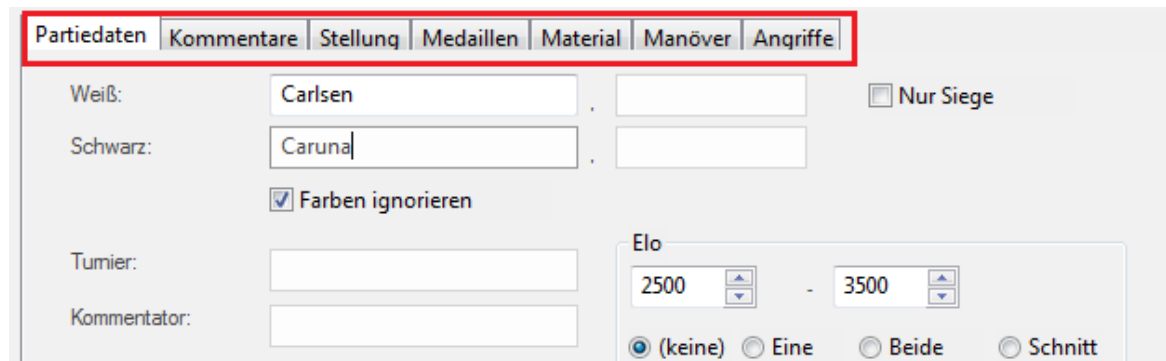 Partiedaten Kommentare Stellung Medaillen Material Manöver Angriffe
Weiß: Carlsen , Nur Siege
Schwarz: Caruna ,
Farben ignorieren
Elo
Turnier:
2500 - 3500
Kommentator:
(keine) Eine Beide Schnitt